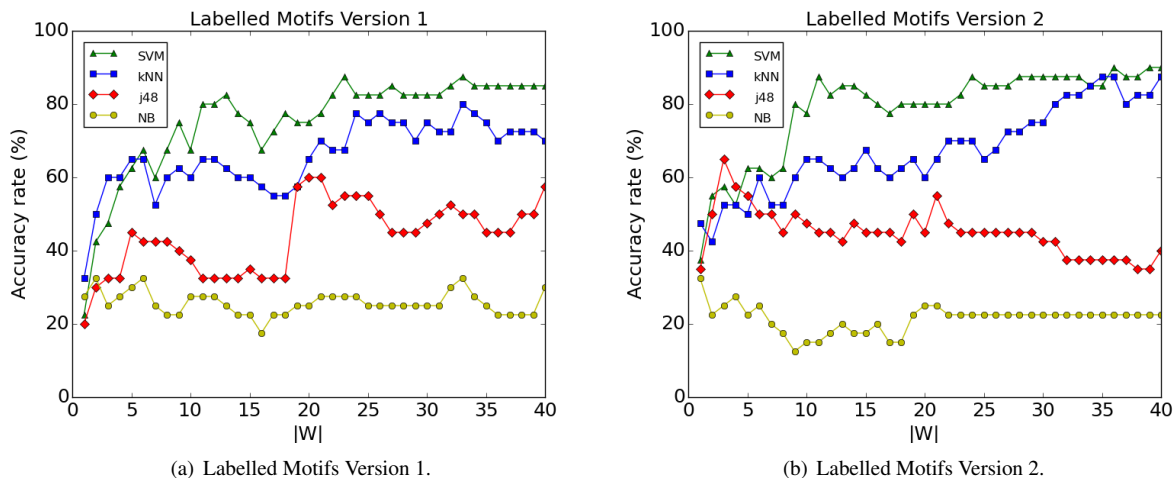 Labelled Motifs Version 1
100
80
60
40
20
0
Accuracy rate (%)
SVM
kNN
j48
NB
0 5 10 15 20 25 30 35 40
|W|
(a) Labelled Motifs Version 1.
Labelled Motifs Version 2
100
80
60
40
20
0
Accuracy rate (%)
SVM
kNN
j48
NB
0 5 10 15 20 25 30 35 40
|W|
(b) Labelled Motifs Version 2.